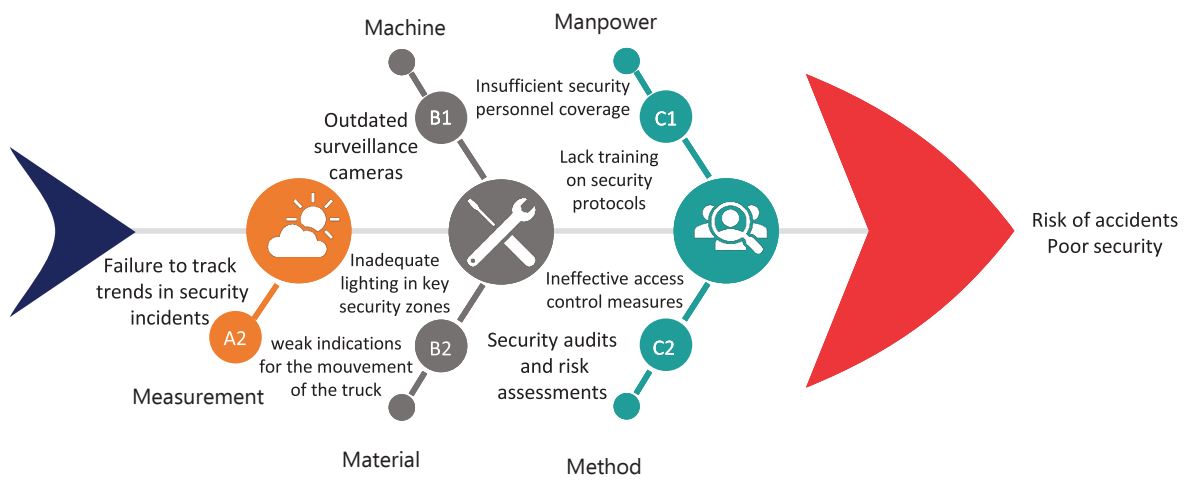 Machine
Manpower
Insufficient security
personnel coverage
B1
C1
Outdated
surveillance
cameras
Lack training
on security
protocols
Risk of accidents
Poor security
Failure to track
trends in security
incidents
A2
Measurement
Inadequate
lighting in key
security zones
weak indications
for the mouvement
of the truck
B2
Material
Ineffective access
control measures
Security audits
and risk
assessments
C2
Method